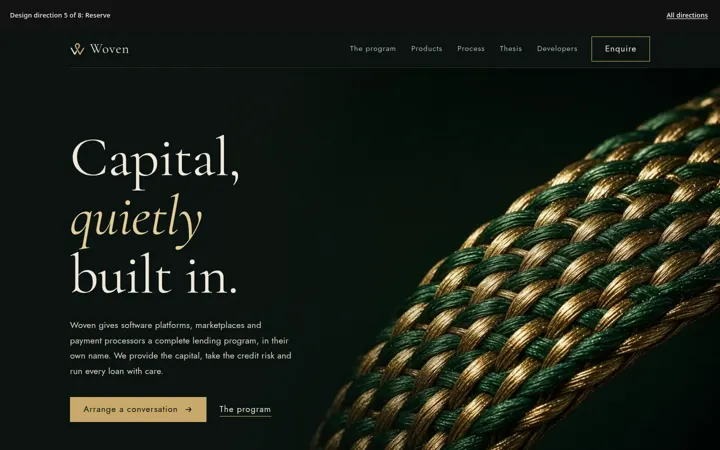 Design direction 5 of 8: Reserve
All directions
Woven
The program
Products
Process
Thesis
Developers
Enquire
Capital,
quietly
built in.
Woven gives software platforms, marketplaces and
payment processors a complete lending program, in their
own name. We provide the capital, take the credit risk and
run every loan with care.
Arrange a conversation →
The program